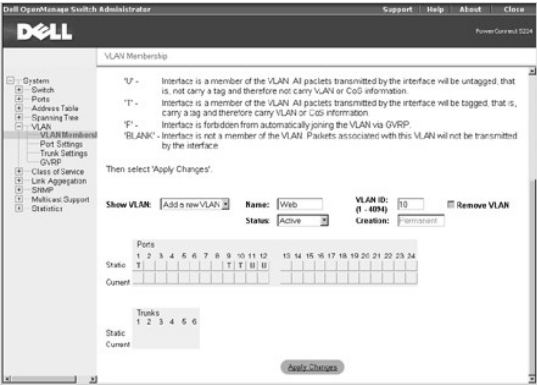 Dell OpenManage Switch Administrator Support Help About Close
DELL
PowerConnect 5224
VLAN Membership
System
Switch
Ports
Address Table
Spanning Tree
VLAN
VLAN Membersl
Port Settings
Trunk Settings
GVRP
Class of Service
Link Aggregation
SNMP
Multicast Support
Statistics
'U' - Interface is a member of the VLAN. All packets transmitted by the interface will be untagged, that
is, not carry a tag and therefore not carry VLAN or CoS information.
'T' - Interface is a member of the VLAN. All packets transmitted by the interface will be tagged, that is,
carry a tag and therefore carry VLAN or CoS information.
'F' - Interface is forbidden from automatically joining the VLAN via GVRP.
'BLANK' - Interface is not a member of the VLAN. Packets associated with this VLAN will not be transmitted
by the interface.
Then select 'Apply Changes'.
Show VLAN: Add a new VLAN Name: Web VLAN ID: (1 - 4094) 10 Remove VLAN
Status: Active Creation: Permanent
Ports
1 2 3 4 5 6 7 8 9 10 11 12 13 14 15 16 17 18 19 20 21 22 23 24
Static T T T U U
Current
Trunks
1 2 3 4 5 6
Static
Current
Apply Changes